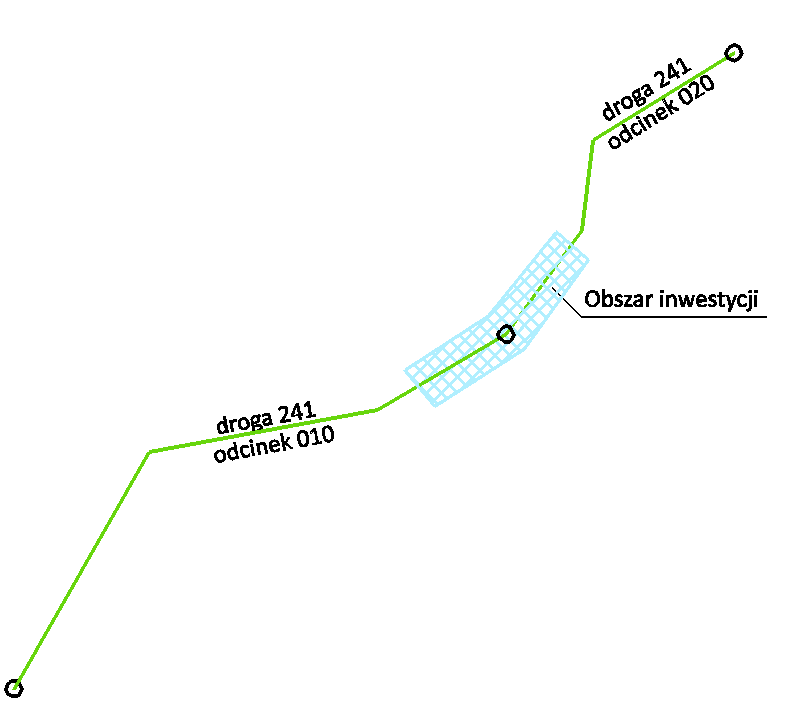 droga 241
odcinek 020
Obszar inwestycji
droga 241
odcinek 010